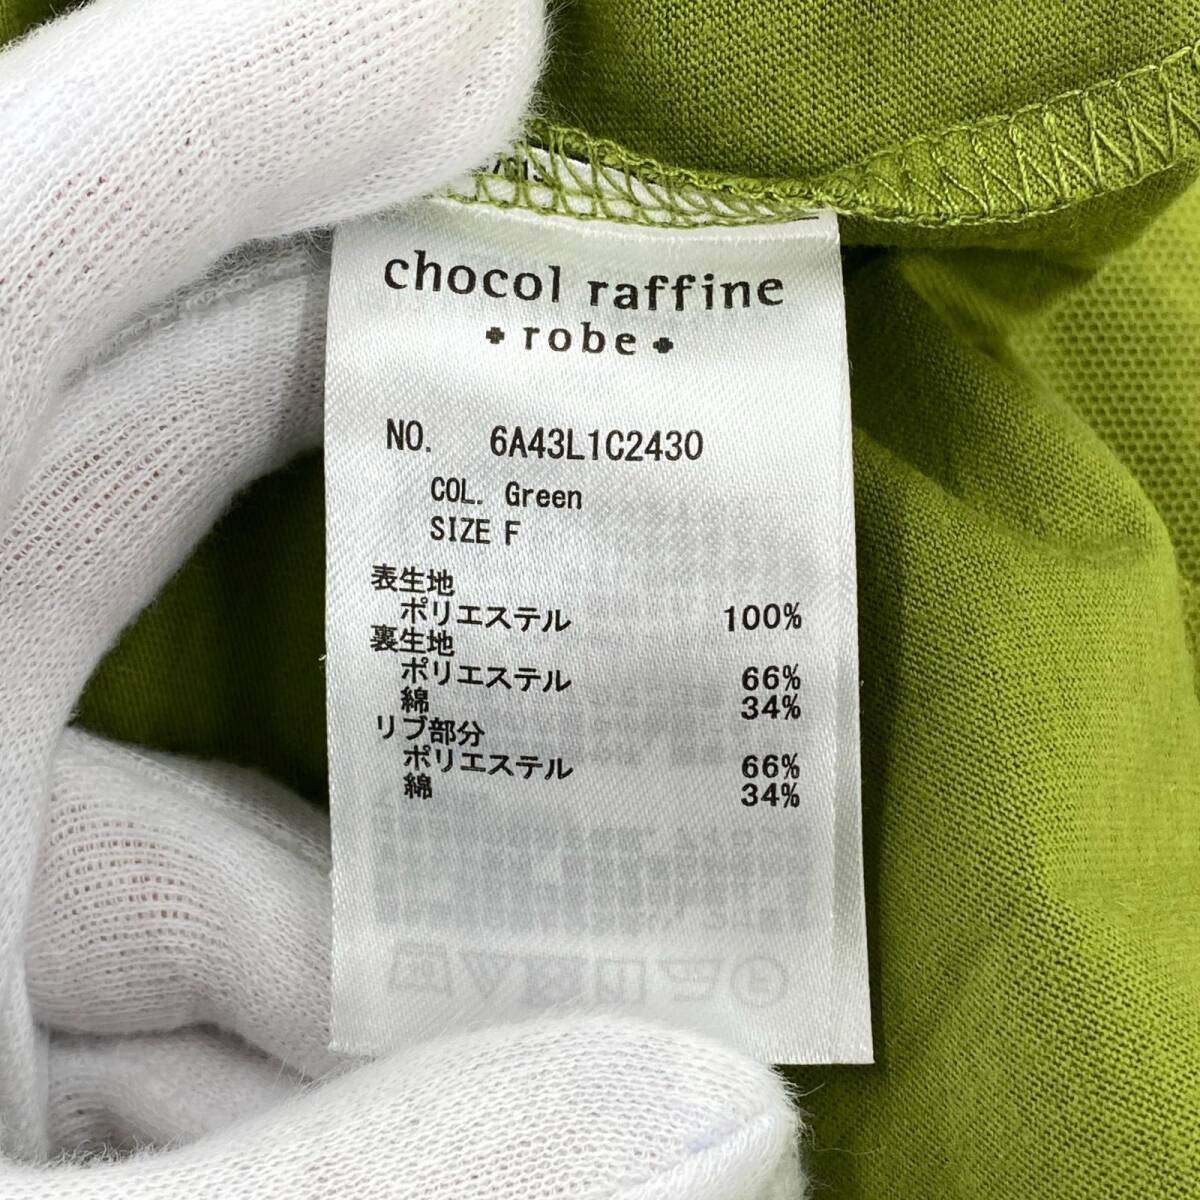 chocol raffine
robe
NO. 6A43L1C2430
COL. Green
SIZE F
表生地
ポリエステル 100%
裏生地
ポリエステル 66%
綿 34%
リブ部分
ポリエステル 66%
綿 34%